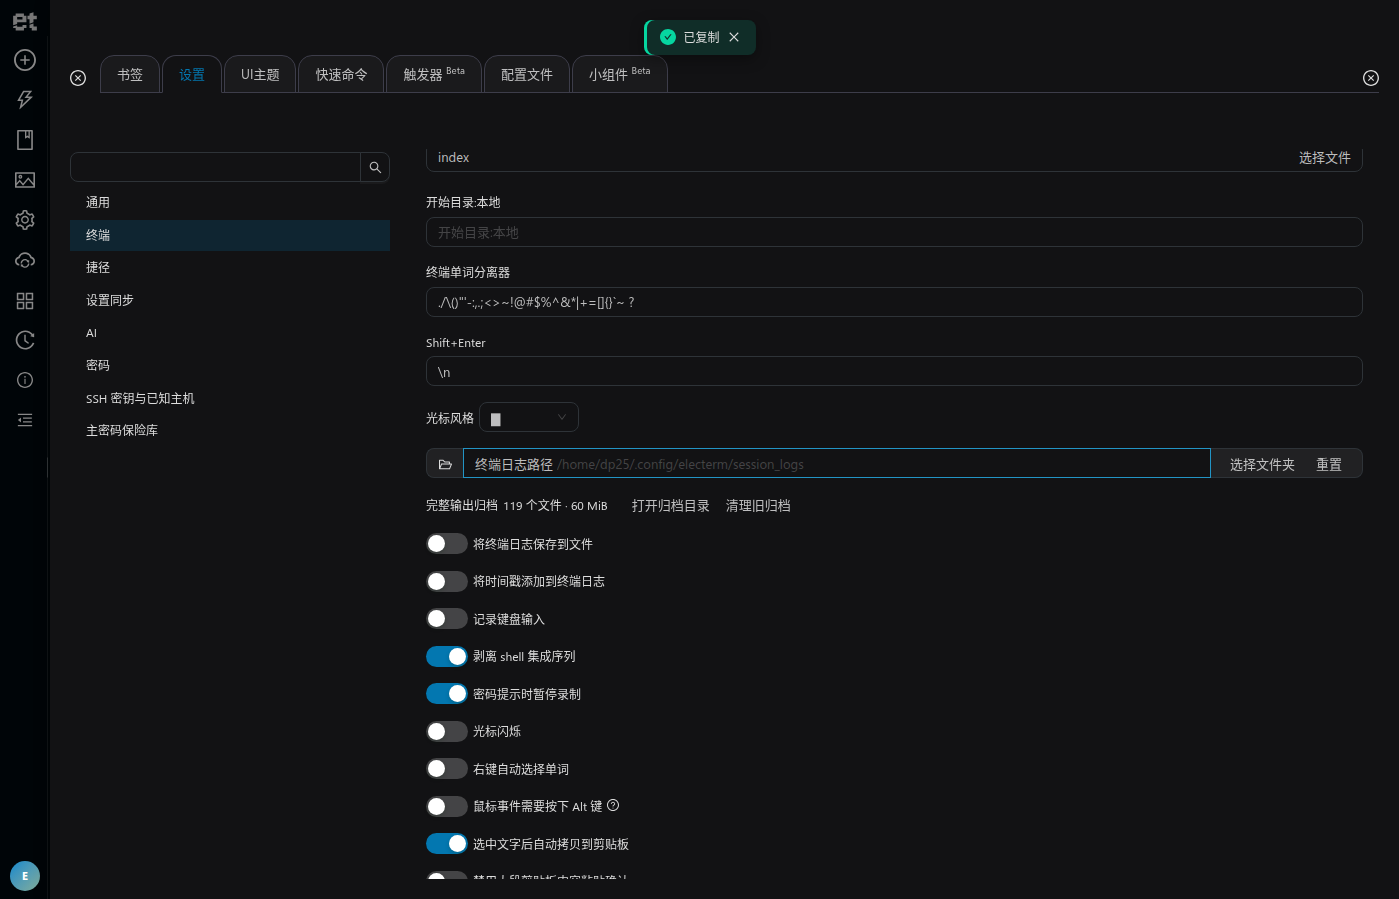 et
已复制
书签
设置
UI主题
快速命令
触发器 Beta
配置文件
小组件 Beta
通用
终端
捷径
设置同步
AI
密码
SSH 密钥与已知主机
主密码保险库
index
选择文件
开始目录:本地
开始目录:本地
终端单词分离器
./\()"'-:,.;<>~!@#$%^&*|+=[]{}`~ ?
Shift+Enter
\n
光标风格
终端日志路径 /home/dp25/.config/electerm/session_logs
选择文件夹
重置
完整输出归档 119 个文件 · 60 MiB
打开归档目录
清理旧归档
将终端日志保存到文件
将时间戳添加到终端日志
记录键盘输入
剥离 shell 集成序列
密码提示时暂停录制
光标闪烁
右键自动选择单词
鼠标事件需要按下 Alt 键
选中文字后自动拷贝到剪贴板
E